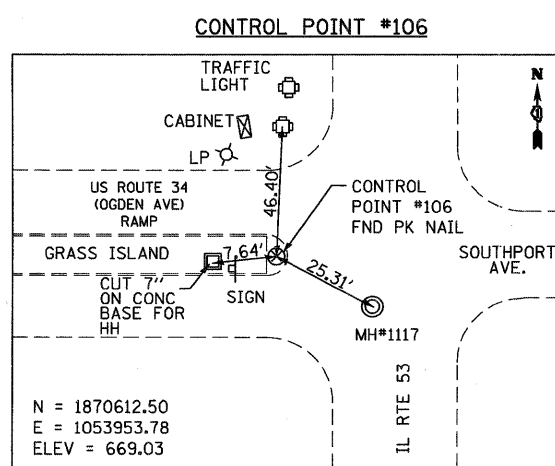 CONTROL POINT #106
TRAFFIC
LIGHT
N
CABINET
LP
US ROUTE 34
(OGDEN AVE)
RAMP
46.40'
CONTROL
POINT #106
FND PK NAIL
GRASS ISLAND
7.64'
25.31'
SOUTHPORT
AVE.
CUT 7"
ON CONC
BASE FOR
HH
SIGN
MH#1117
IL RTE 53
N = 1870612.50
E = 1053953.78
ELEV = 669.03